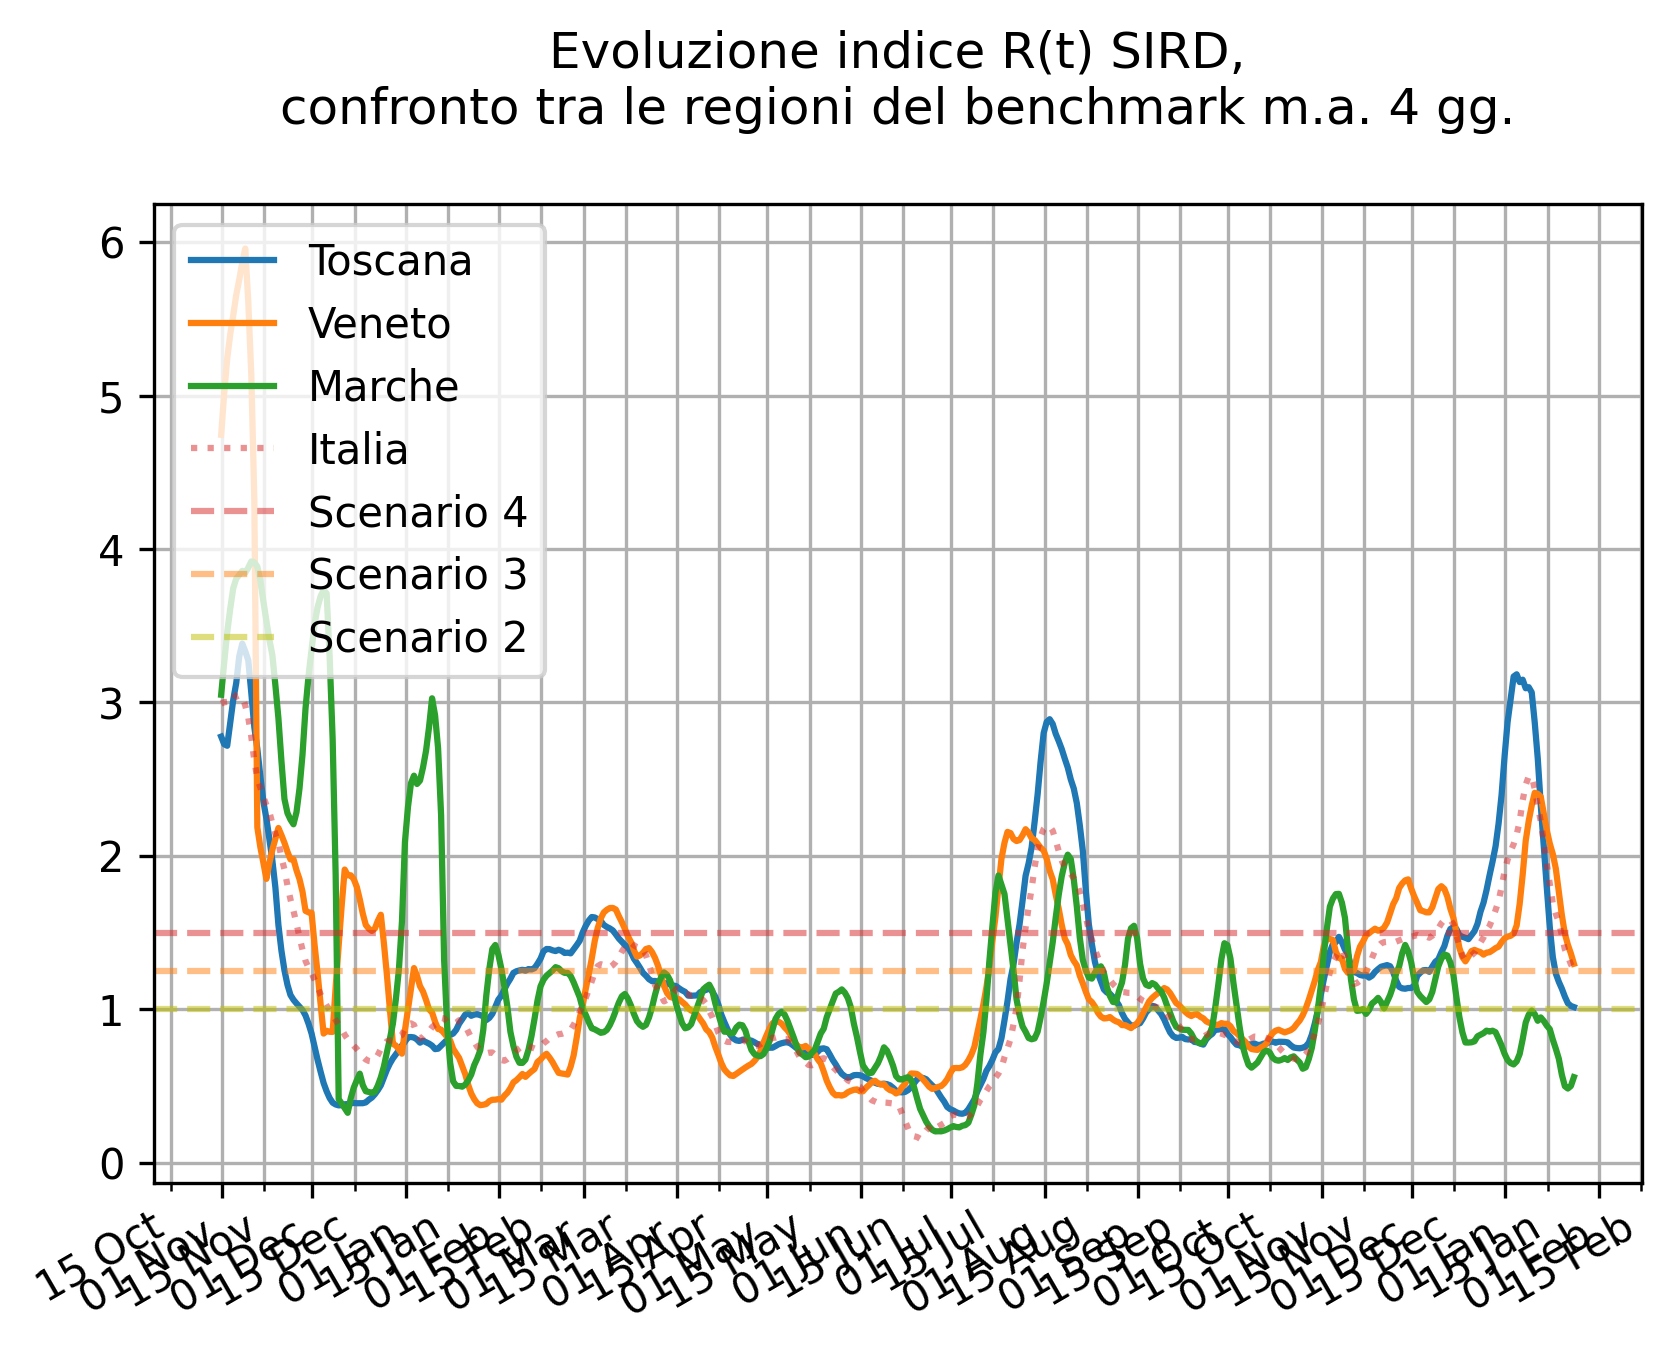 Evoluzione indice R(t) SIRD,
confronto tra le regioni del benchmark m.a. 4 gg.
6
5
4
3
2
1
0
Toscana
Veneto
Marche
Italia
Scenario 4
Scenario 3
Scenario 2
15 Oct
01 Nov
15 Nov
01 Dec
15 Dec
01 Jan
15 Jan
01 Feb
15 Feb
01 Mar
15 Mar
01 Apr
15 Apr
01 May
15 May
01 Jun
15 Jun
01 Jul
15 Jul
01 Aug
15 Aug
01 Sep
15 Sep
01 Oct
15 Oct
01 Nov
15 Nov
01 Dec
15 Dec
01 Jan
15 Jan
01 Feb
15 Feb